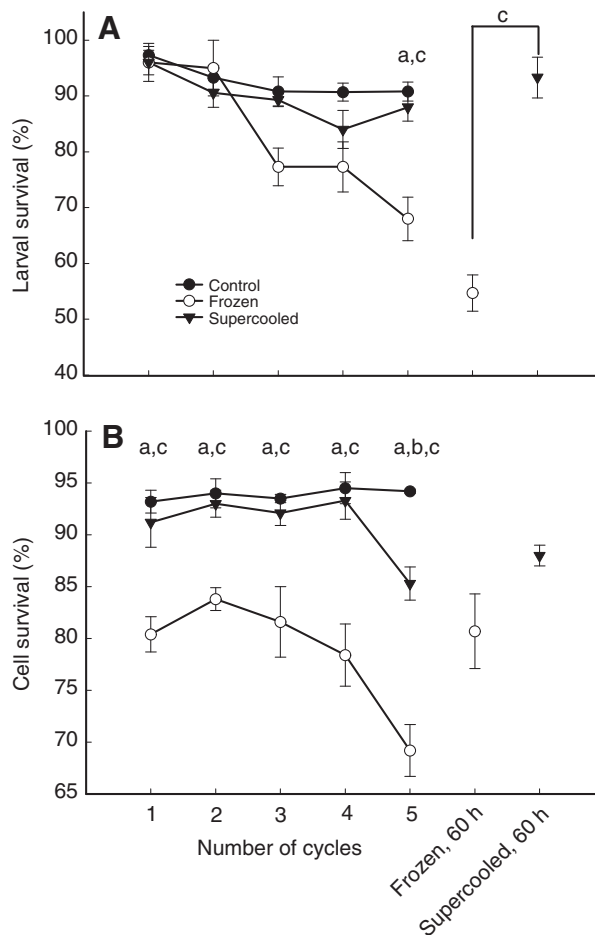 A
c
a,c
100
90
80
70
60
50
40
Larval survival (%)
Control
Frozen
Supercooled
B
a,c
a,c
a,c
a,c
a,b,c
100
95
90
85
80
75
70
65
Cell survival (%)
1
2
3
4
5
Number of cycles
Frozen, 60 h
Supercooled, 60 h